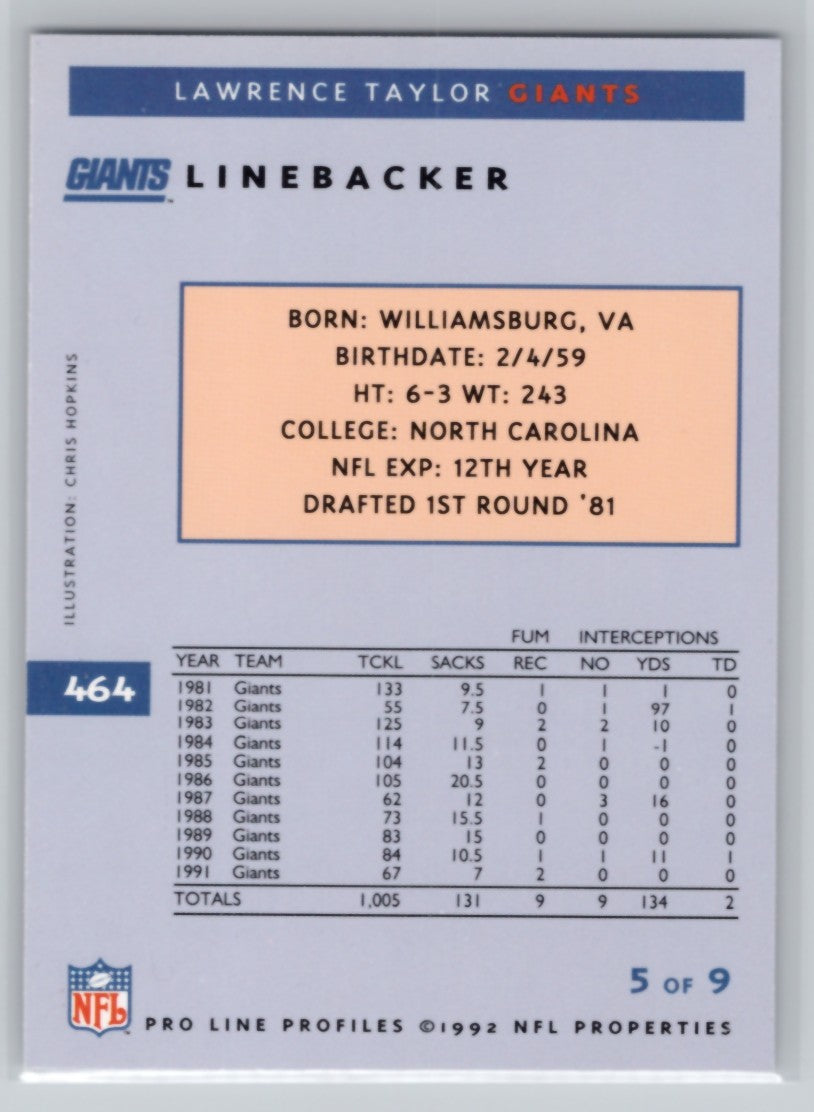 LAWRENCE TAYLOR GIANTS
GIANTS LINEBACKER
BORN: WILLIAMSBURG, VA
BIRTHDATE: 2/4/59
HT: 6-3 WT: 243
COLLEGE: NORTH CAROLINA
NFL EXP: 12TH YEAR
DRAFTED 1ST ROUND '81
ILLUSTRATION: CHRIS HOPKINS
464
FUM INTERCEPTIONS
YEAR TEAM TCKL SACKS REC NO YDS TD
1981 Giants 133 9.5 1 1 1 0
1982 Giants 55 7.5 0 1 97 1
1983 Giants 125 9 2 2 10 0
1984 Giants 114 11.5 0 1 -1 0
1985 Giants 104 13 2 0 0 0
1986 Giants 105 20.5 0 0 0 0
1987 Giants 62 12 0 3 16 0
1988 Giants 73 15.5 1 0 0 0
1989 Giants 83 15 0 0 0 0
1990 Giants 84 10.5 1 1 11 1
1991 Giants 67 7 2 0 0 0
TOTALS 1,005 131 9 9 134 2
5 OF 9
NFL PRO LINE PROFILES ©1992 NFL PROPERTIES